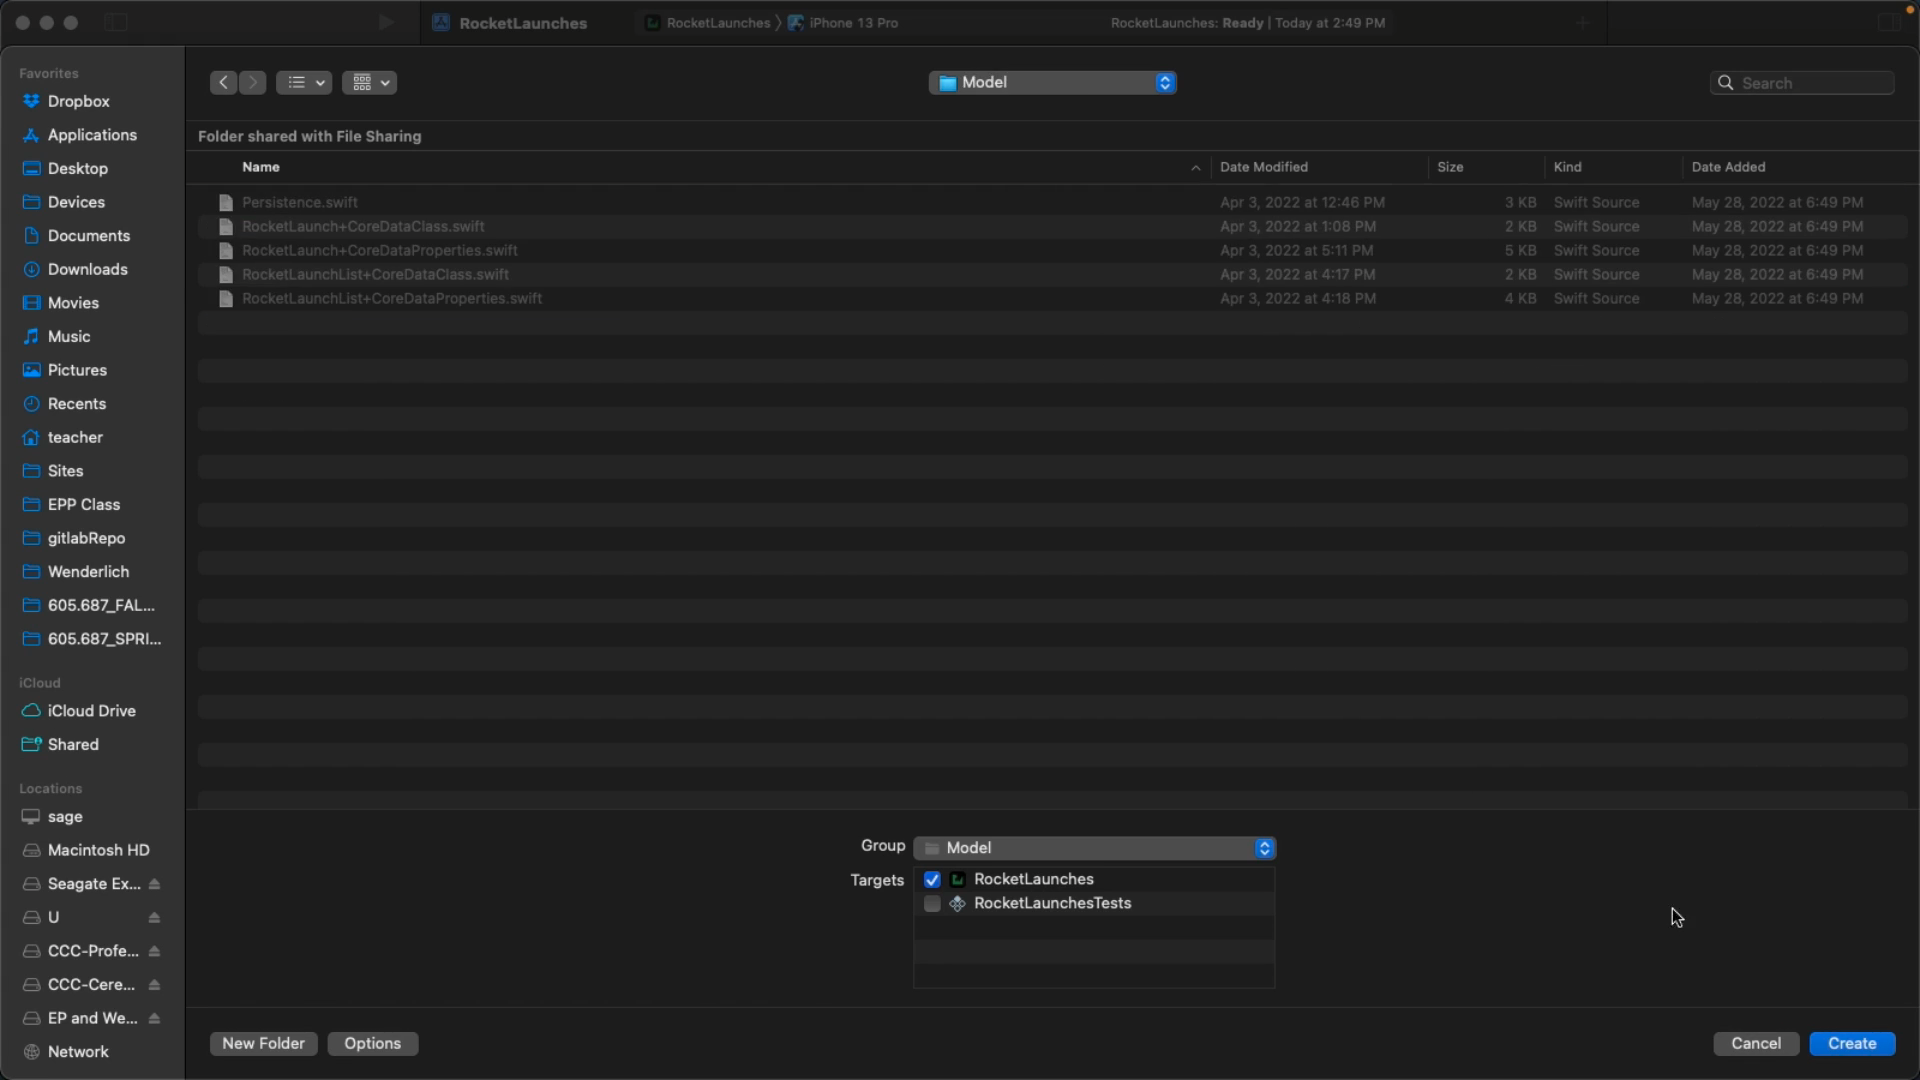 RocketLaunches
RocketLaunches 〉 iPhone 13 Pro
RocketLaunches: Ready | Today at 2:49 PM
Favorites
Dropbox
Applications
Desktop
Devices
Documents
Downloads
Movies
Music
Pictures
Recents
teacher
Sites
EPP Class
gitlabRepo
Wenderlich
605.687_FAL...
605.687_SPRI...
iCloud
iCloud Drive
Shared
Locations
sage
Macintosh HD
Seagate Ex...
U
CCC-Profe...
CCC-Cere...
EP and We...
Network
Model
Search
Folder shared with File Sharing
Name Date Modified Size Kind Date Added
Persistence.swift Apr 3, 2022 at 12:46 PM 3 KB Swift Source May 28, 2022 at 6:49 PM
RocketLaunch+CoreDataClass.swift Apr 3, 2022 at 1:08 PM 2 KB Swift Source May 28, 2022 at 6:49 PM
RocketLaunch+CoreDataProperties.swift Apr 3, 2022 at 5:11 PM 5 KB Swift Source May 28, 2022 at 6:49 PM
RocketLaunchList+CoreDataClass.swift Apr 3, 2022 at 4:17 PM 2 KB Swift Source May 28, 2022 at 6:49 PM
RocketLaunchList+CoreDataProperties.swift Apr 3, 2022 at 4:18 PM 4 KB Swift Source May 28, 2022 at 6:49 PM
Group Model
Targets RocketLaunches
RocketLaunchesTests
New Folder Options Cancel Create